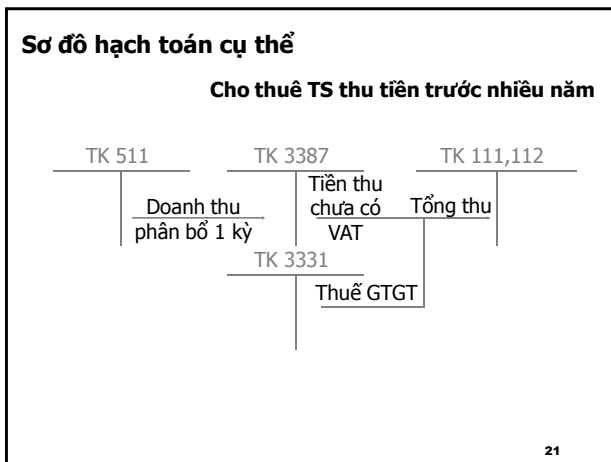 Sơ đồ hạch toán cụ thể
Cho thuê TS thu tiền trước nhiều năm
TK 511
TK 3387
TK 111,112
Doanh thu
phân bổ 1 kỳ
Tiền thu
chưa có
VAT
Tổng thu
TK 3331
Thuế GTGT
21